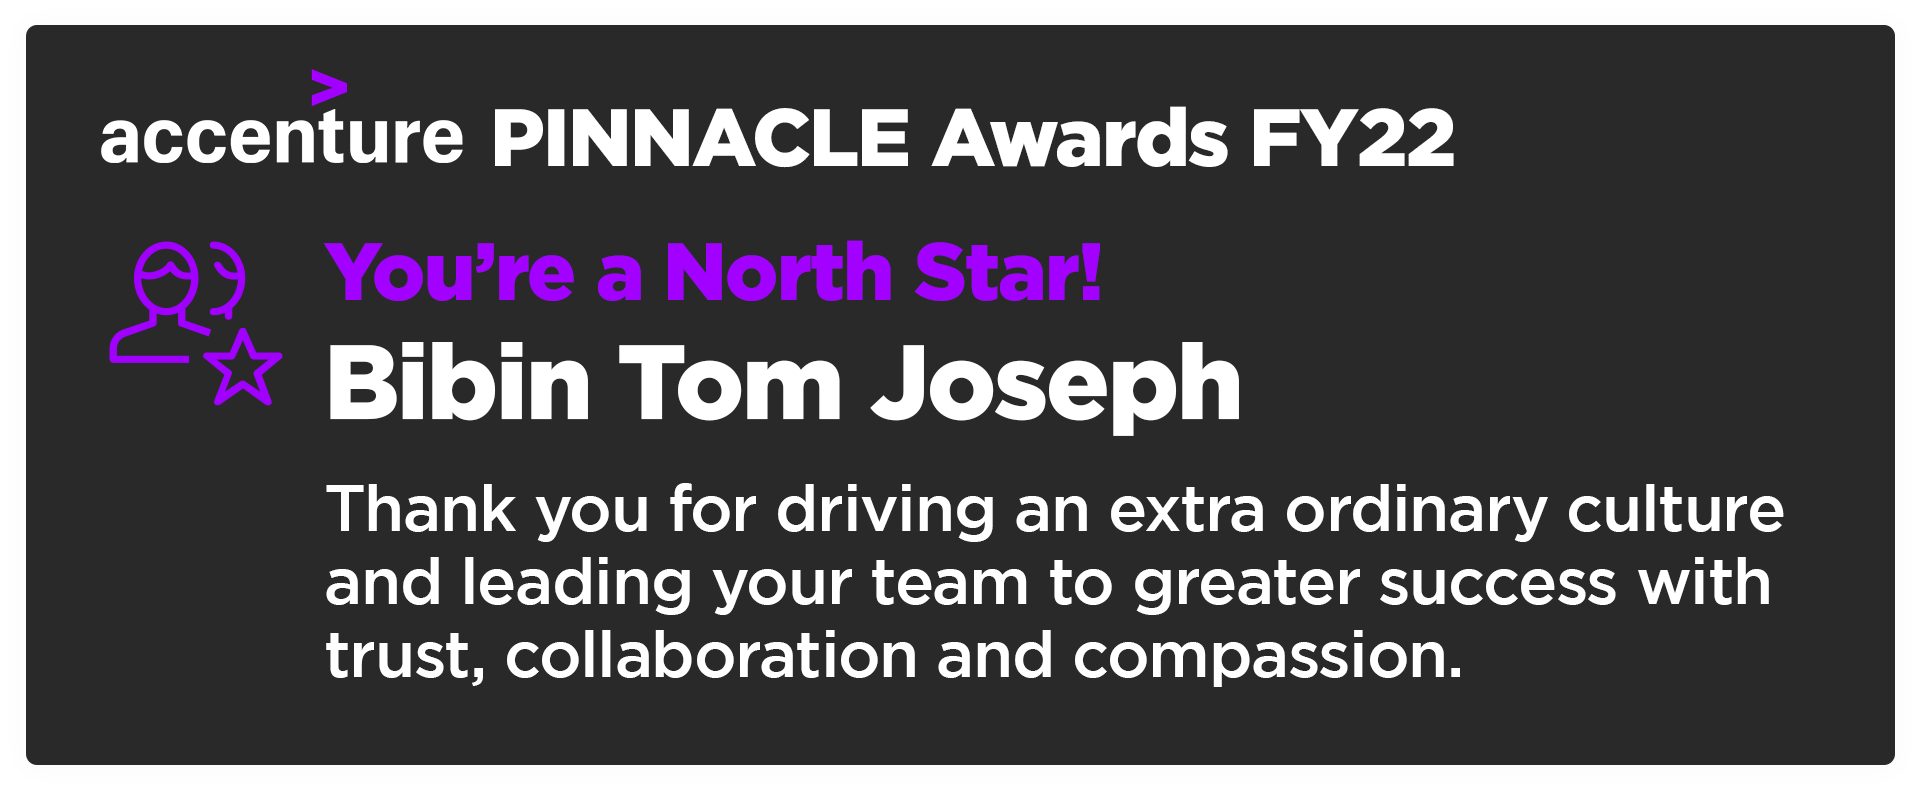 accenture PINNACLE Awards FY22
You’re a North Star!
Bibin Tom Joseph
Thank you for driving an extra ordinary culture
and leading your team to greater success with
trust, collaboration and compassion.